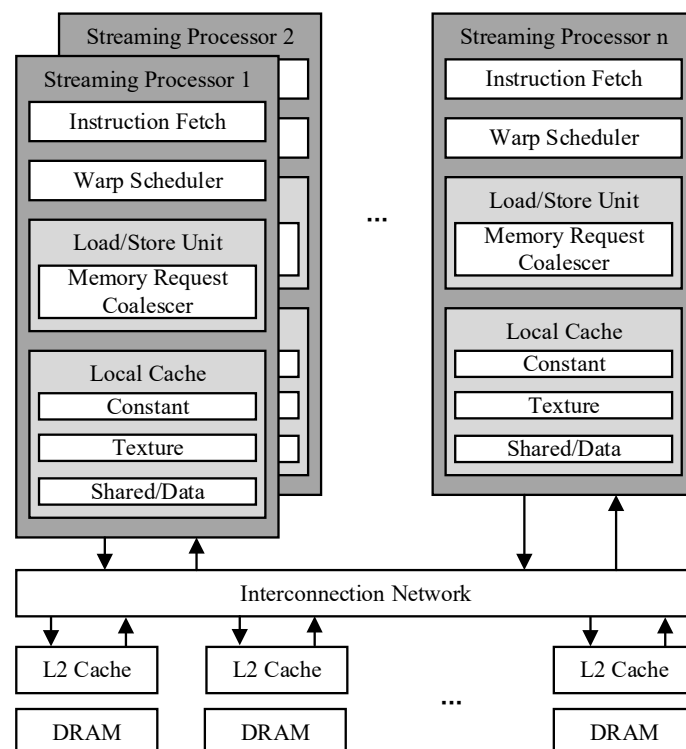 Streaming Processor 2
Streaming Processor 1
Instruction Fetch
Warp Scheduler
Load/Store Unit
Memory Request
Coalescer
Local Cache
Constant
Texture
Shared/Data
...
Streaming Processor n
Instruction Fetch
Warp Scheduler
Load/Store Unit
Memory Request
Coalescer
Local Cache
Constant
Texture
Shared/Data
Interconnection Network
L2 Cache
L2 Cache
...
L2 Cache
DRAM
DRAM
DRAM